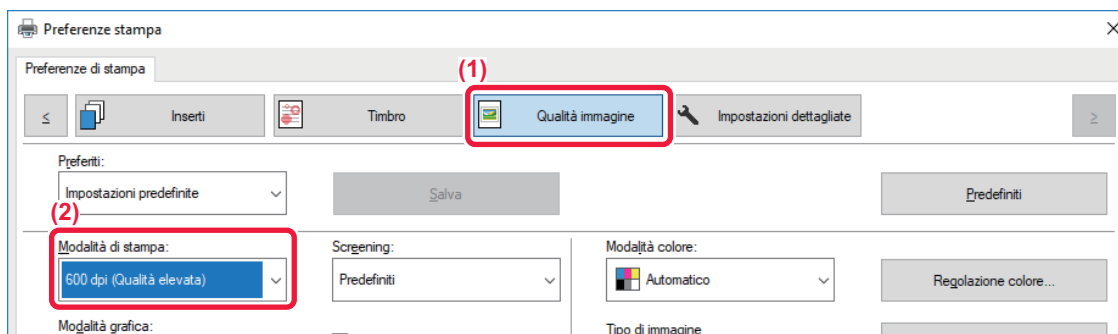 Preferenze stampa
Preferenze di stampa
(1)
< Inserti Timbro Qualità immagine Impostazioni dettagliate >
Preferiti:
Impostazioni predefinite Salva Predefiniti
(2)
Modalità di stampa: Screening: Modalità colore:
600 dpi (Qualità elevata) Predefiniti Automatico Regolazione colore...
Modalità grafica: Tipo di immagine